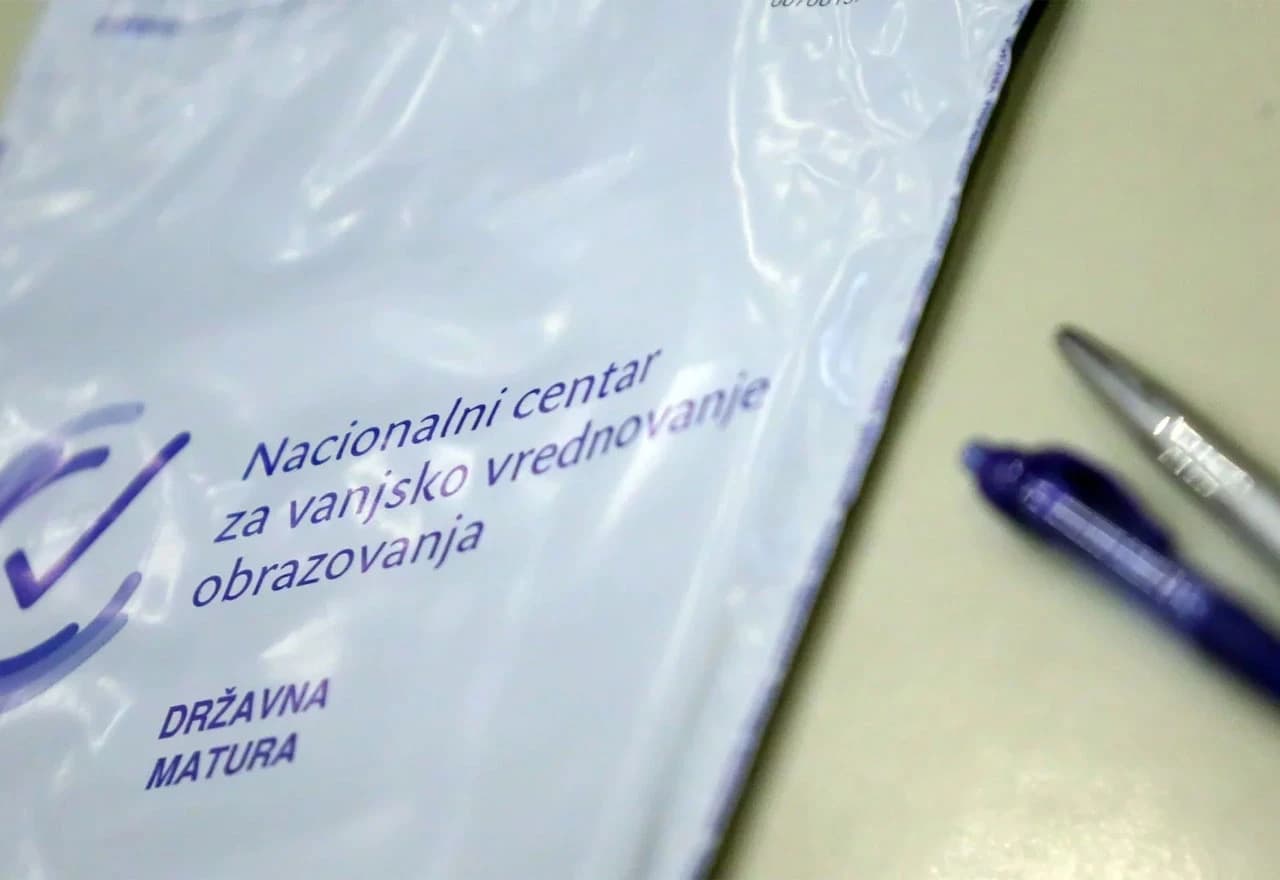 Nacionalni centar
za vanjsko vrednovanje
obrazovanja
DRŽAVNA
MATURA